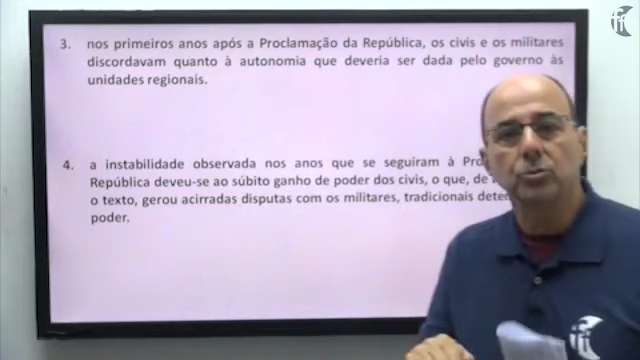 3. nos primeiros anos após a Proclamação da República, os civis e os militares
discordavam quanto à autonomia que deveria ser dada pelo governo às
unidades regionais.
4. a instabilidade observada nos anos que se seguiram à
República deveu-se ao súbito ganho de poder dos civis, o que, de
o texto, gerou acirradas disputas com os militares, tradicionais
poder.